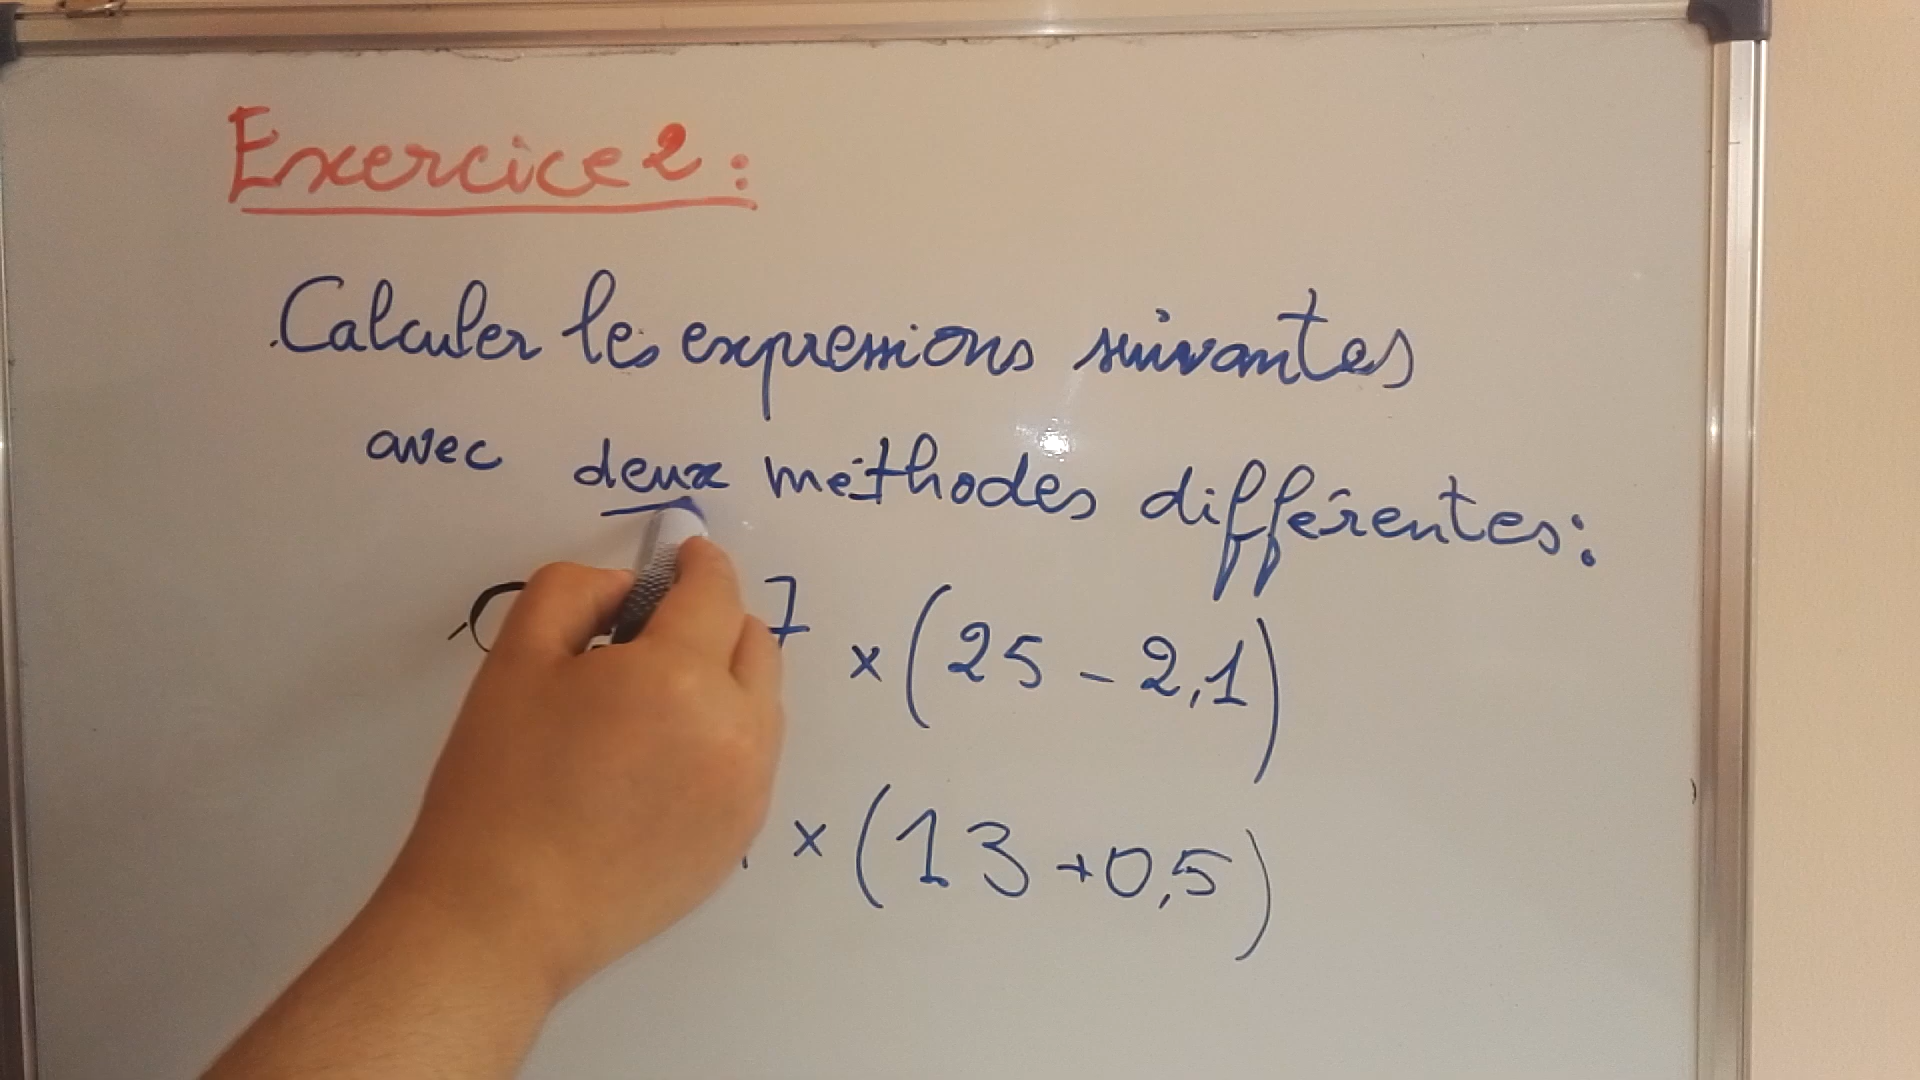 Exercice 2 :
Calculer les expressions suivantes
avec deux méthodes différentes :
7 × (25 - 2,1)
× (13 + 0,5)